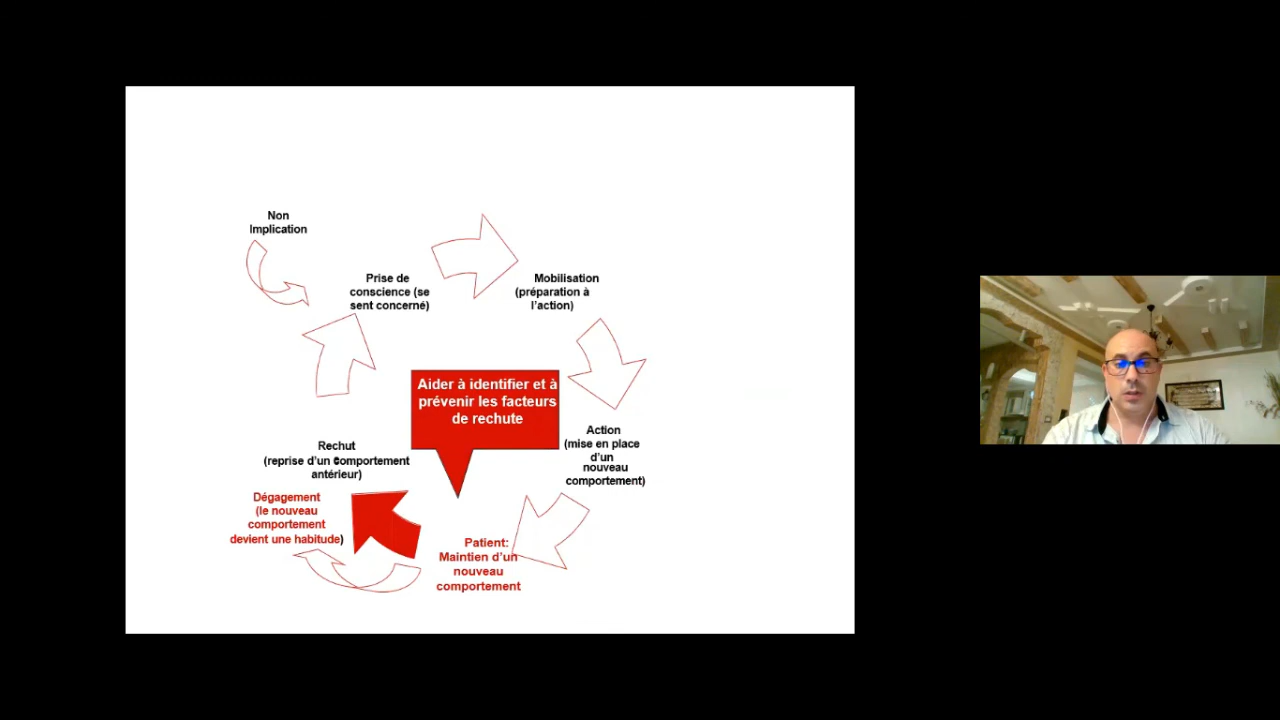 Non
Implication
Prise de
conscience (se
sent concerné)
Mobilisation
(préparation à
l’action)
Aider à identifier et à
prévenir les facteurs
de rechute
Action
(mise en place
d’un
nouveau
comportement)
Rechut
(reprise d’un comportement
antérieur)
Dégagement
(le nouveau
comportement
devient une habitude)
Patient:
Maintien d’un
nouveau
comportement